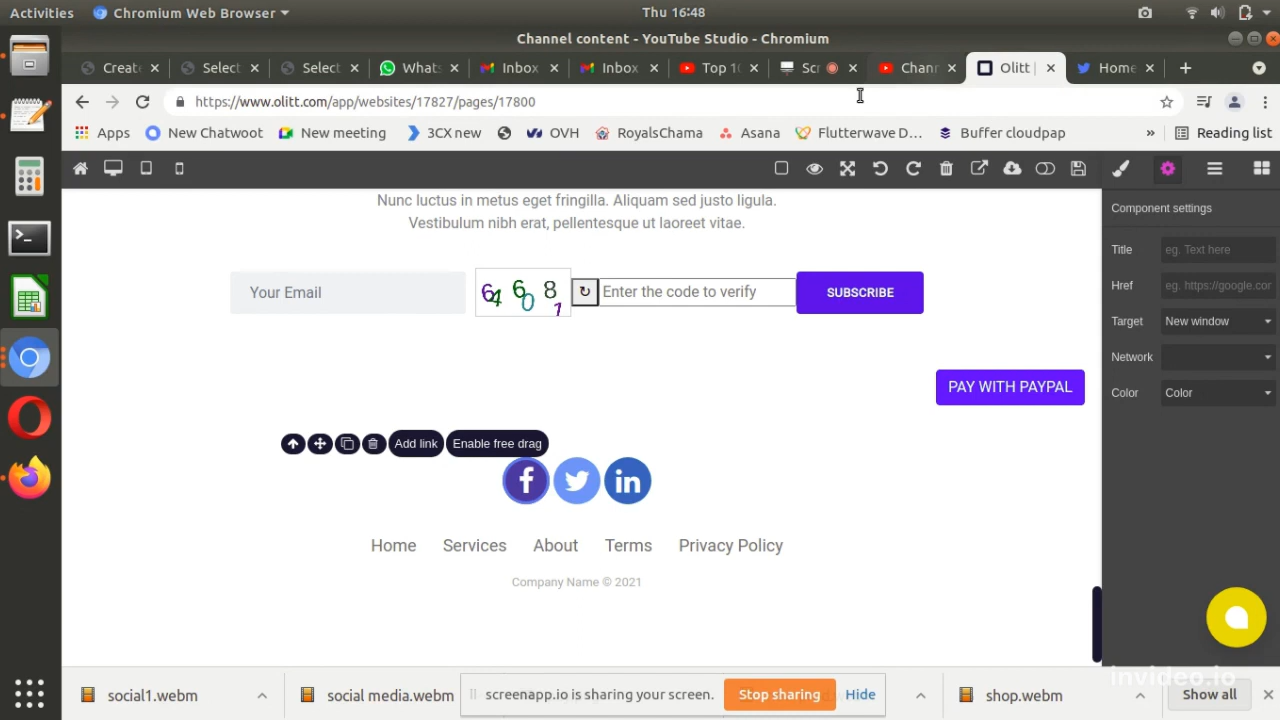 Activities Chromium Web Browser Thu 16:48
Channel content - YouTube Studio - Chromium
Create Select Select Whats Inbox Inbox Top 10 Scr Chann Olitt | Home
https://www.olitt.com/app/websites/17827/pages/17800
Apps New Chatwoot New meeting 3CX new OVH RoyalsChama Asana Flutterwave D... Buffer cloudpap » Reading list
Nunc luctus in metus eget fringilla. Aliquam sed justo ligula.
Vestibulum nibh erat, pellentesque ut laoreet vitae.
Component settings
Title eg. Text here
Href eg. https://google.com
Target New window
Network
Color Color
Your Email 646081 ↻ Enter the code to verify SUBSCRIBE
PAY WITH PAYPAL
Add link Enable free drag
f in
Home Services About Terms Privacy Policy
Company Name © 2021
invideo.io
social1.webm social media.webm screenapp.io is sharing your screen. Stop sharing Hide shop.webm Show all